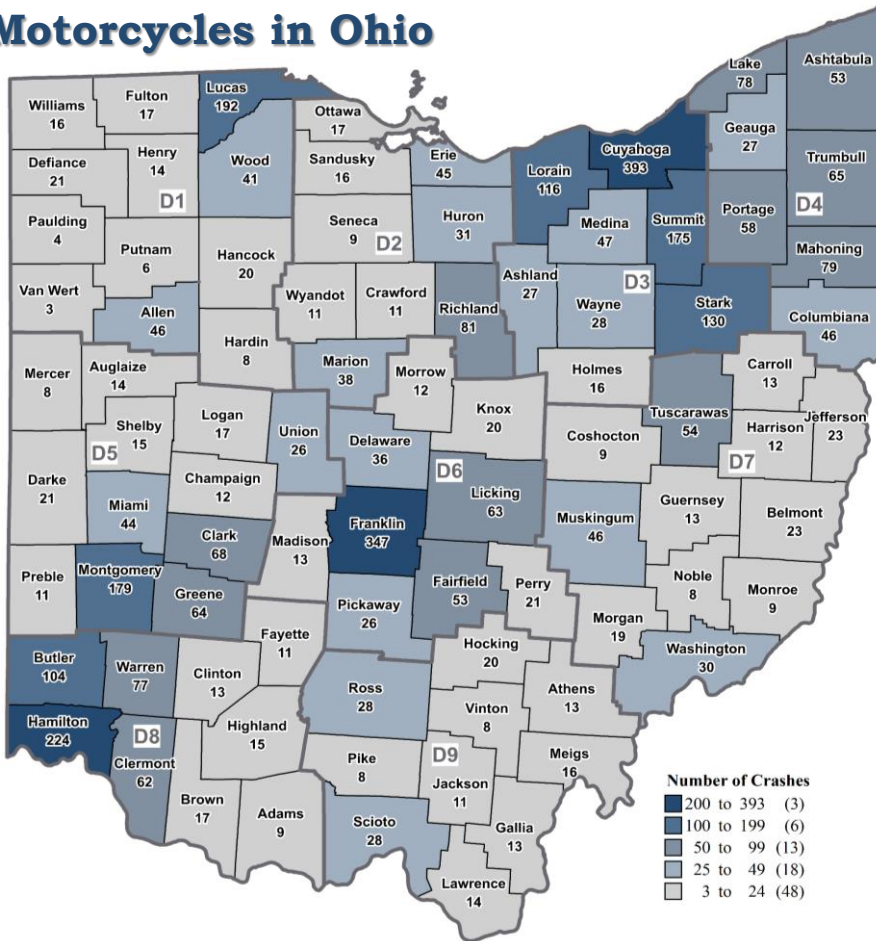 Motorcycles in Ohio
Williams
16
Fulton
17
Lucas
192
Ottawa
17
Lake
78
Ashtabula
53
Defiance
21
Henry
14
D1
Wood
41
Sandusky
16
Erie
45
Lorain
116
Cuyahoga
393
Geauga
27
Trumbull
65
D4
Paulding
4
Putnam
6
Hancock
20
Seneca
9
D2
Huron
31
Medina
47
Summit
175
Portage
58
Mahoning
79
Van Wert
3
Allen
46
Wyandot
11
Crawford
11
Richland
81
Ashland
27
Wayne
28
D3
Stark
130
Columbiana
46
Hardin
8
Mercer
8
Auglaize
14
Marion
38
Morrow
12
Holmes
16
Carroll
13
Shelby
15
D5
Logan
17
Union
26
Delaware
36
Knox
20
Coshocton
9
Tuscarawas
54
Harrison
12
Jefferson
23
D7
Darke
21
Miami
44
Champaign
12
D6
Licking
63
Muskingum
46
Guernsey
13
Belmont
23
Clark
68
Madison
13
Franklin
347
Preble
11
Montgomery
179
Greene
64
Fairfield
53
Perry
21
Noble
8
Monroe
9
Pickaway
26
Morgan
19
Fayette
11
Butler
104
Warren
77
Clinton
13
Hocking
20
Washington
30
Ross
28
Athens
13
Hamilton
224
D8
Clermont
62
Highland
15
Vinton
8
Pike
8
D9
Jackson
11
Meigs
16
Brown
17
Adams
9
Scioto
28
Gallia
13
Lawrence
14
Number of Crashes
200 to 393 (3)
100 to 199 (6)
50 to 99 (13)
25 to 49 (18)
3 to 24 (48)